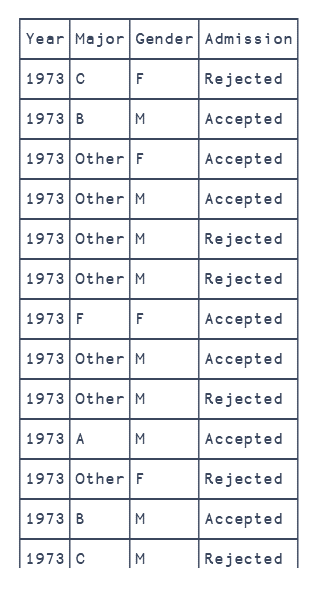 Year Major Gender Admission
1973 C F Rejected
1973 B M Accepted
1973 Other F Accepted
1973 Other M Accepted
1973 Other M Rejected
1973 Other M Rejected
1973 F F Accepted
1973 Other M Accepted
1973 Other M Rejected
1973 A M Accepted
1973 Other F Rejected
1973 B M Accepted
1973 C M Rejected